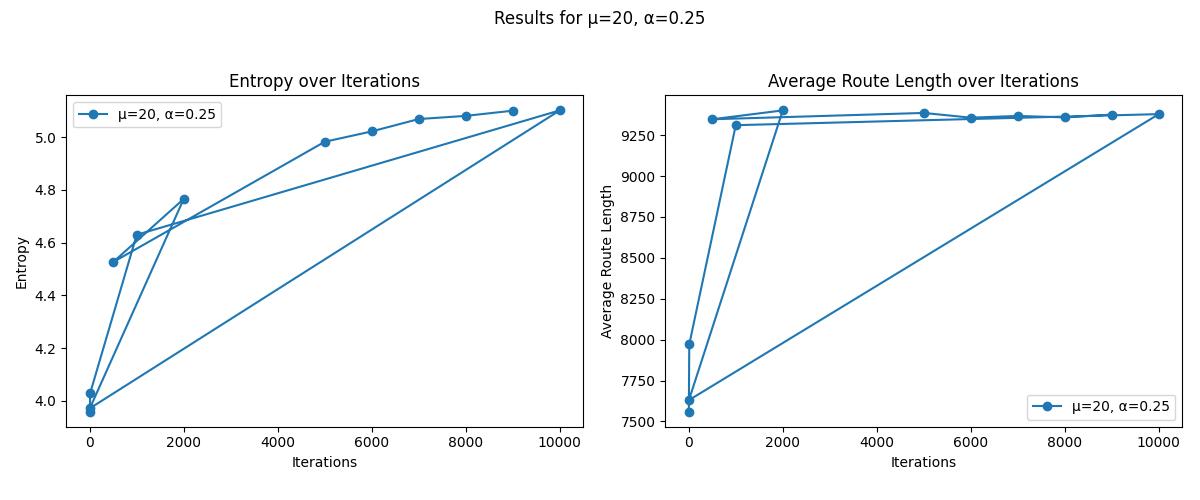 Results for μ=20, α=0.25
Entropy over Iterations
μ=20, α=0.25
Entropy
5.0
4.8
4.6
4.4
4.2
4.0
0 2000 4000 6000 8000 10000
Iterations
Average Route Length over Iterations
Average Route Length
9250
9000
8750
8500
8250
8000
7750
7500
μ=20, α=0.25
0 2000 4000 6000 8000 10000
Iterations